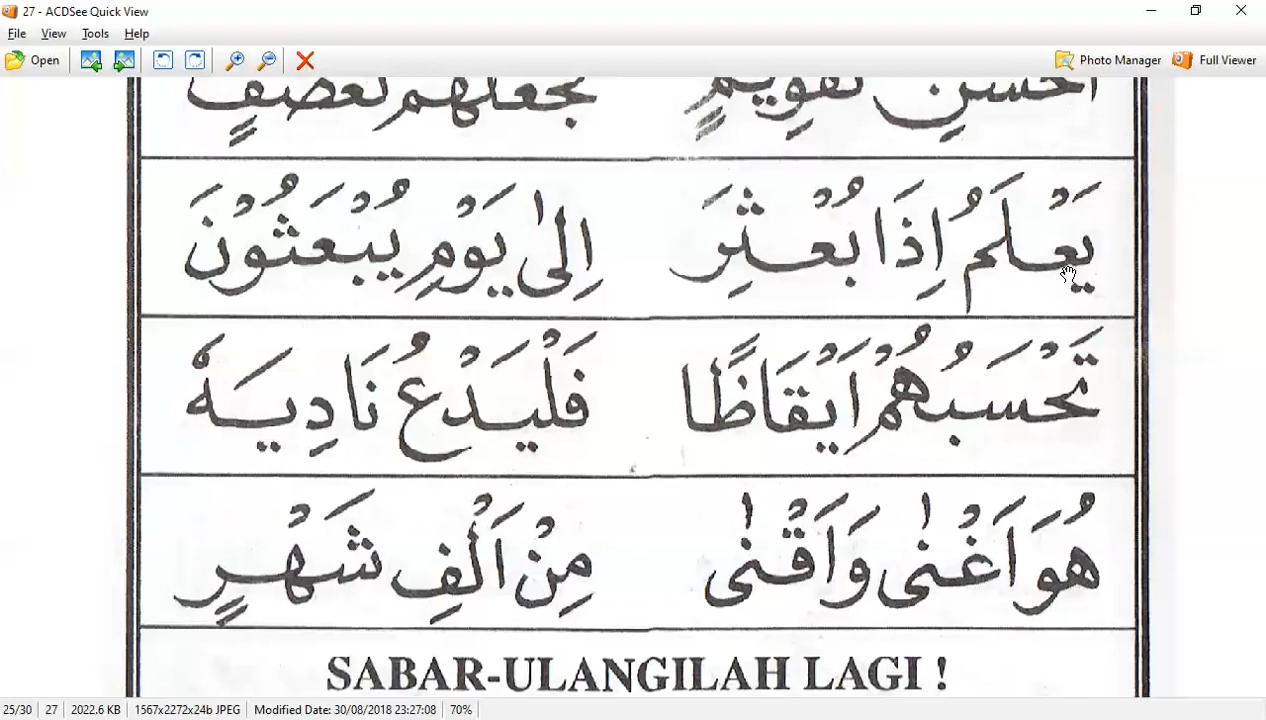 27 - ACDSee Quick View
File View Tools Help
Open Photo Manager Full Viewer
اَحْسَنِ تَقْوِيْمٍ فَجَعَلَهُمْ كَعَصْفٍ
يَعْلَمُ اِذَا بُعْثِرَ اِلٰى يَوْمِ يُبْعَثُوْنَ
تَحْسَبُهُمْ اَيْقَاظًا فَلْيَدْعُ نَادِيَهٗ
هُوَ اَغْنٰى وَاَقْنٰى مِنْ اَلْفِ شَهْرٍ
SABAR-ULANGILAH LAGI !
25/30 27 2022.6 KB 1567x2272x24b JPEG Modified Date: 30/08/2018 23:27:08 70%